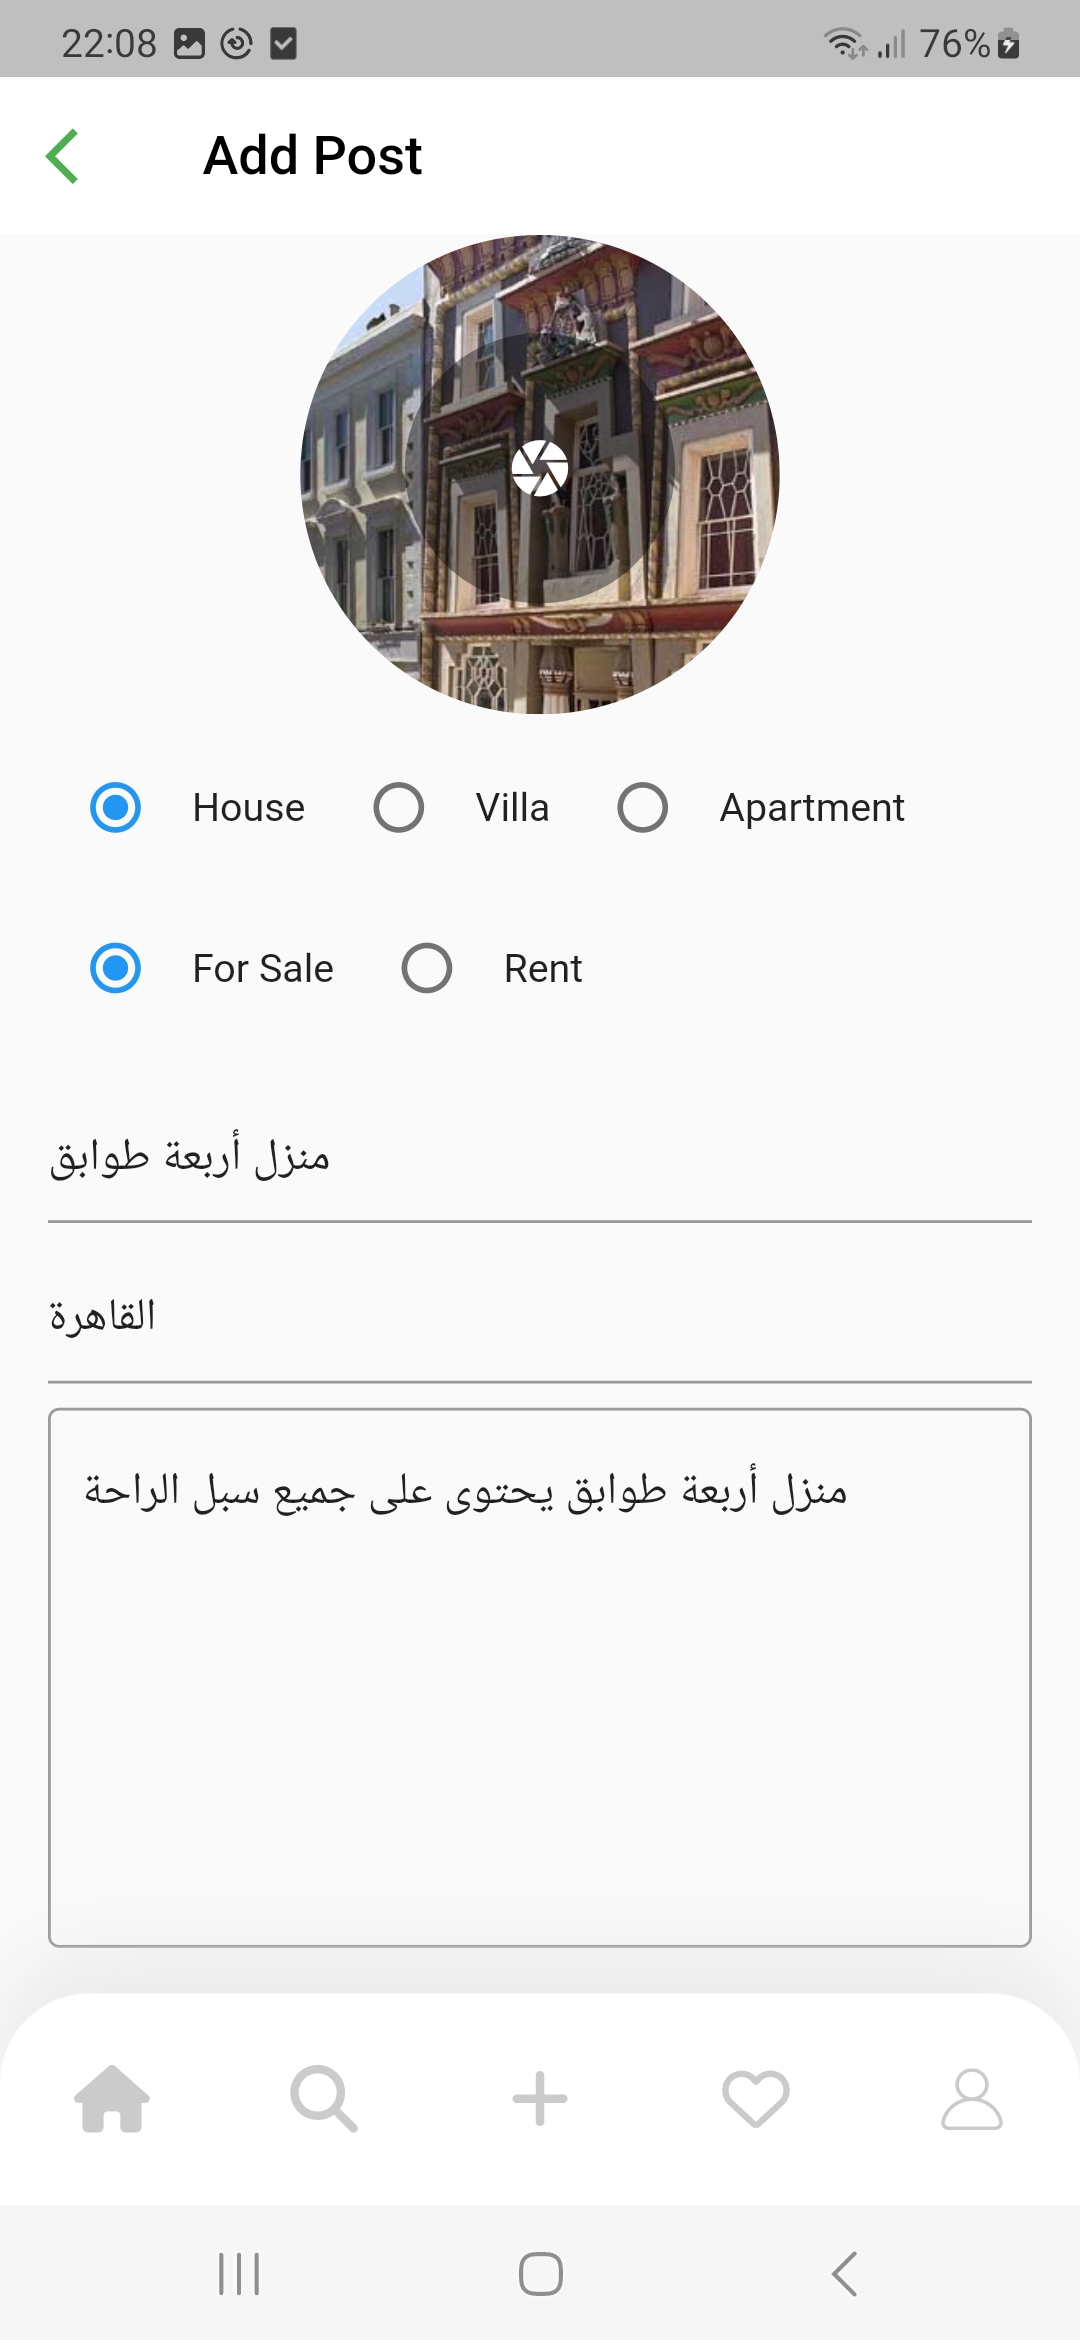 22:08
76%
Add Post
House Villa Apartment
For Sale Rent
منزل أربعة طوابق
القاهرة
منزل أربعة طوابق يحتوى على جميع سبل الراحة